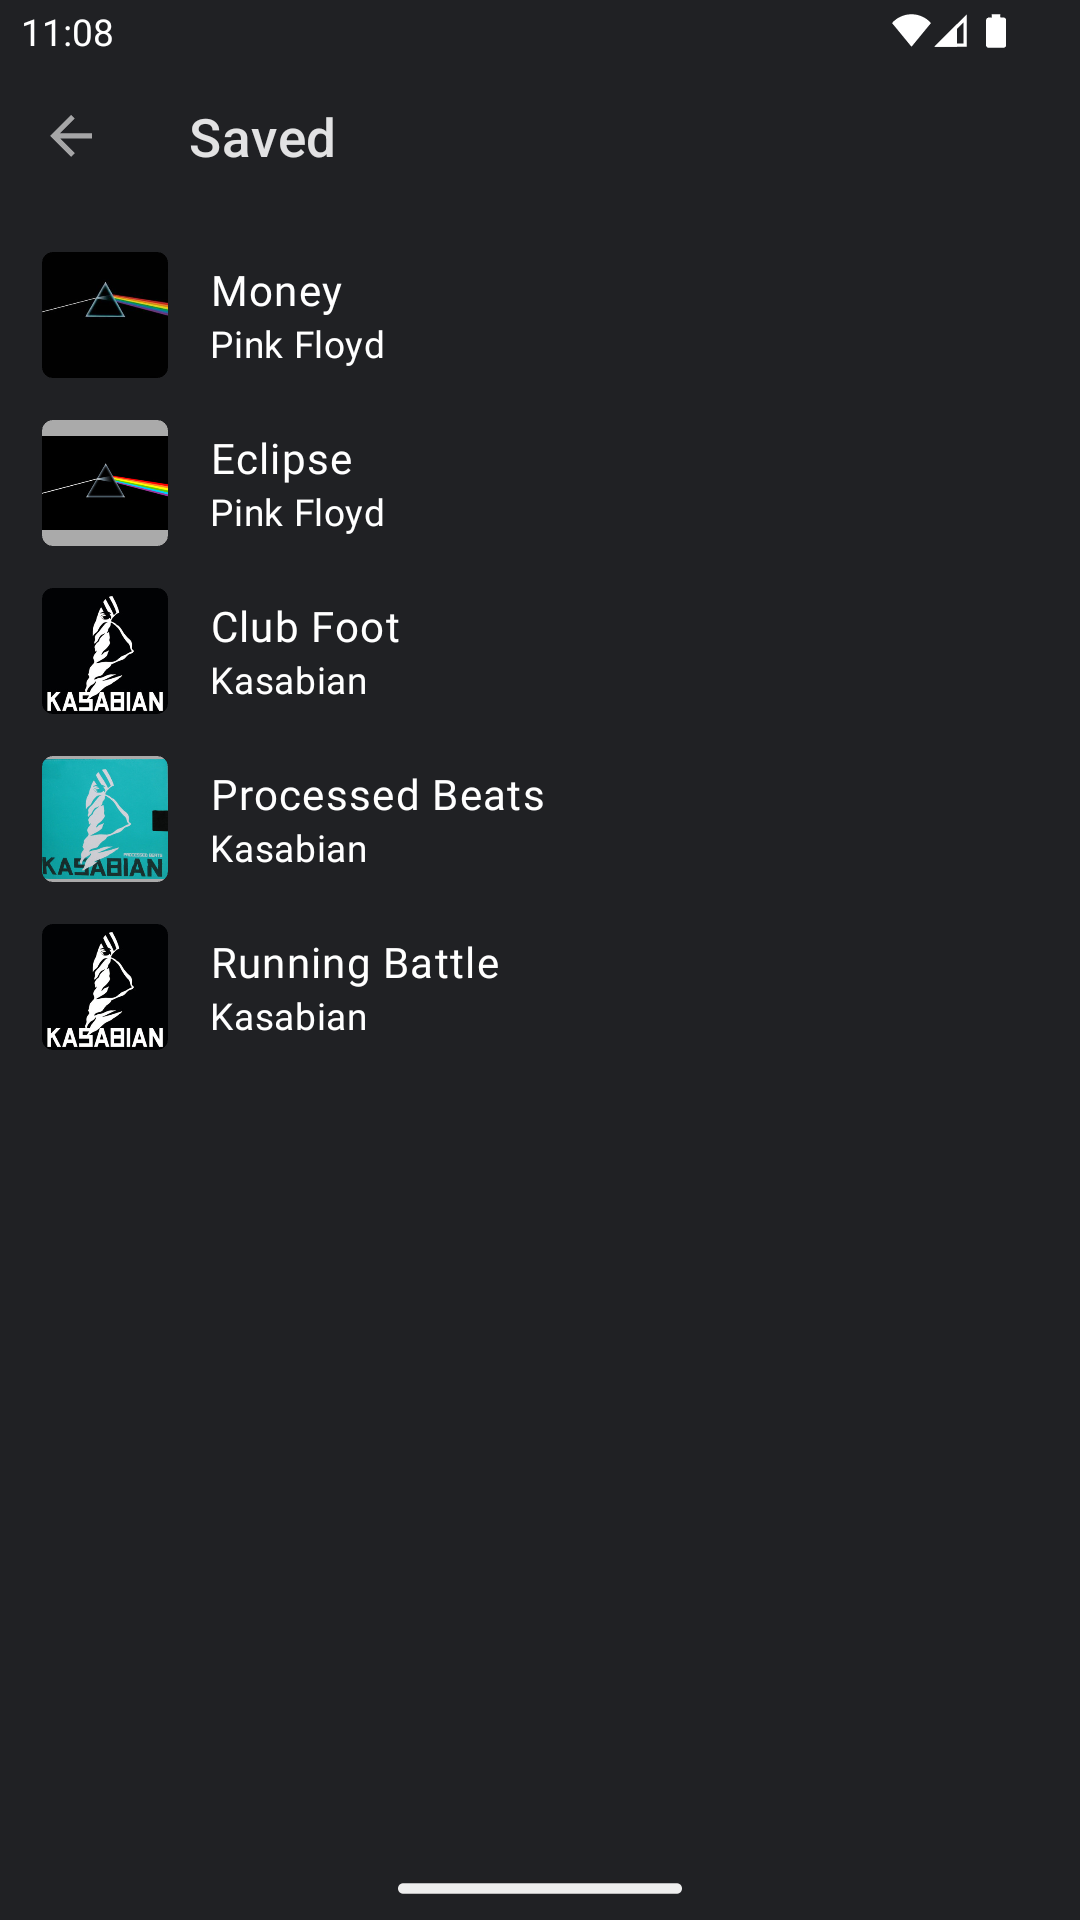 11:08
Saved
Money
Pink Floyd
Eclipse
Pink Floyd
Club Foot
Kasabian
KASABIAN
Processed Beats
Kasabian
KASABIAN
Running Battle
Kasabian
KASABIAN